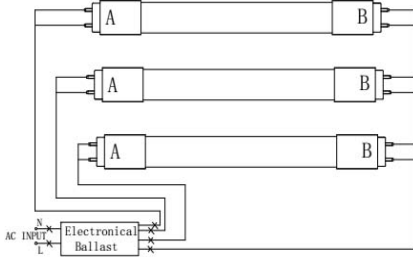 A B
A B
A B
N
AC INPUT
L
Electronical
Ballast